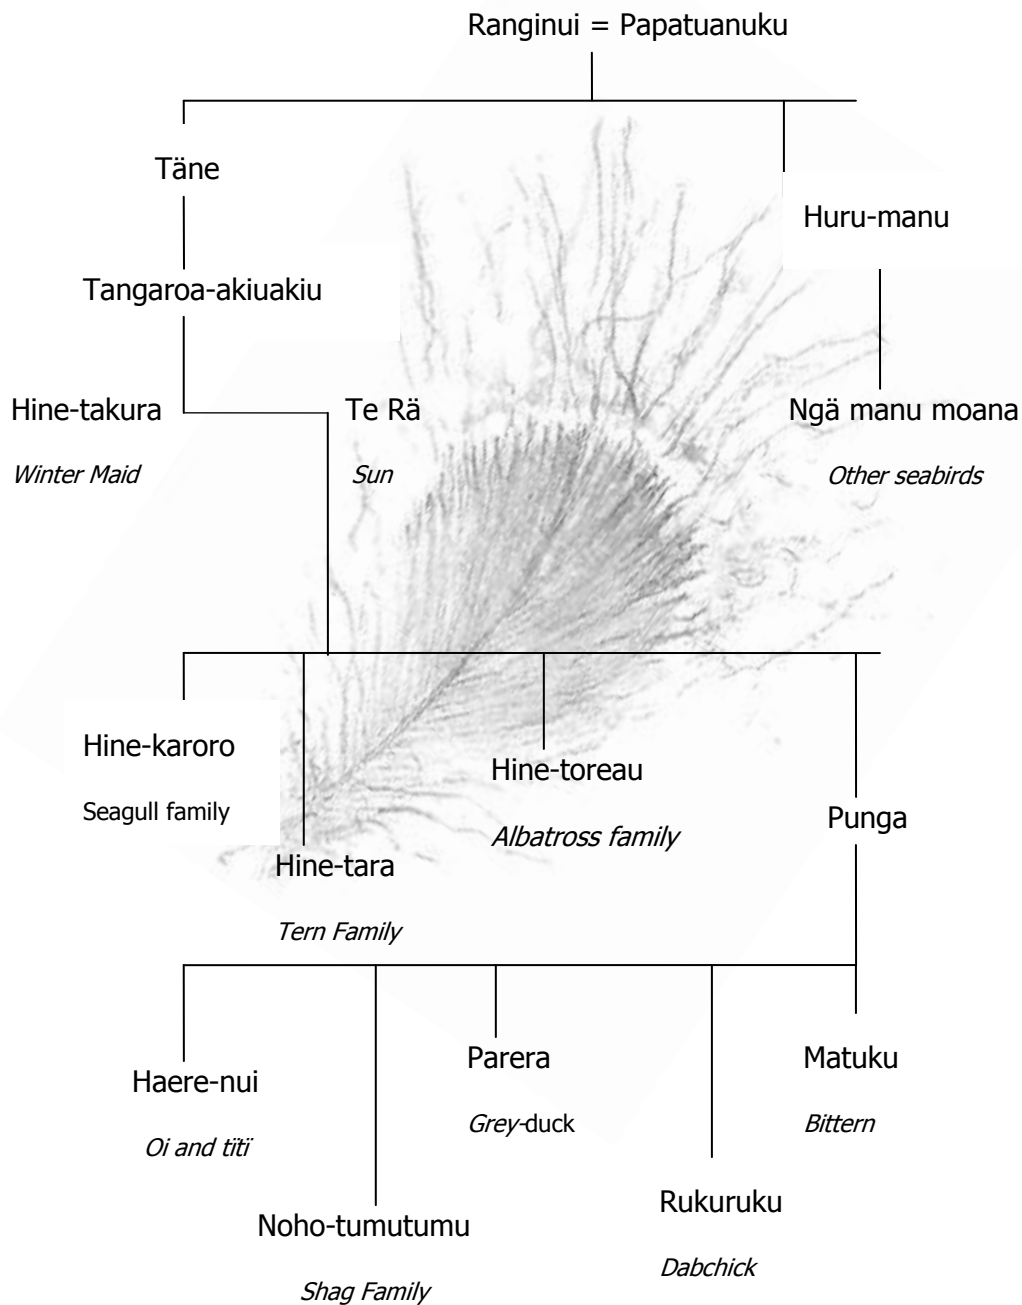 Ranginui = Papatuanuku
Täne
Huru-manu
Tangaroa-akiuakiu
Hine-takura
Te Rä
Ngä manu moana
Winter Maid
Sun
Other seabirds
Hine-karoro
Hine-toreau
Seagull family
Punga
Albatross family
Hine-tara
Tern Family
Parera
Matuku
Haere-nui
Grey-duck
Bittern
Oi and tïtï
Rukuruku
Noho-tumutumu
Dabchick
Shag Family